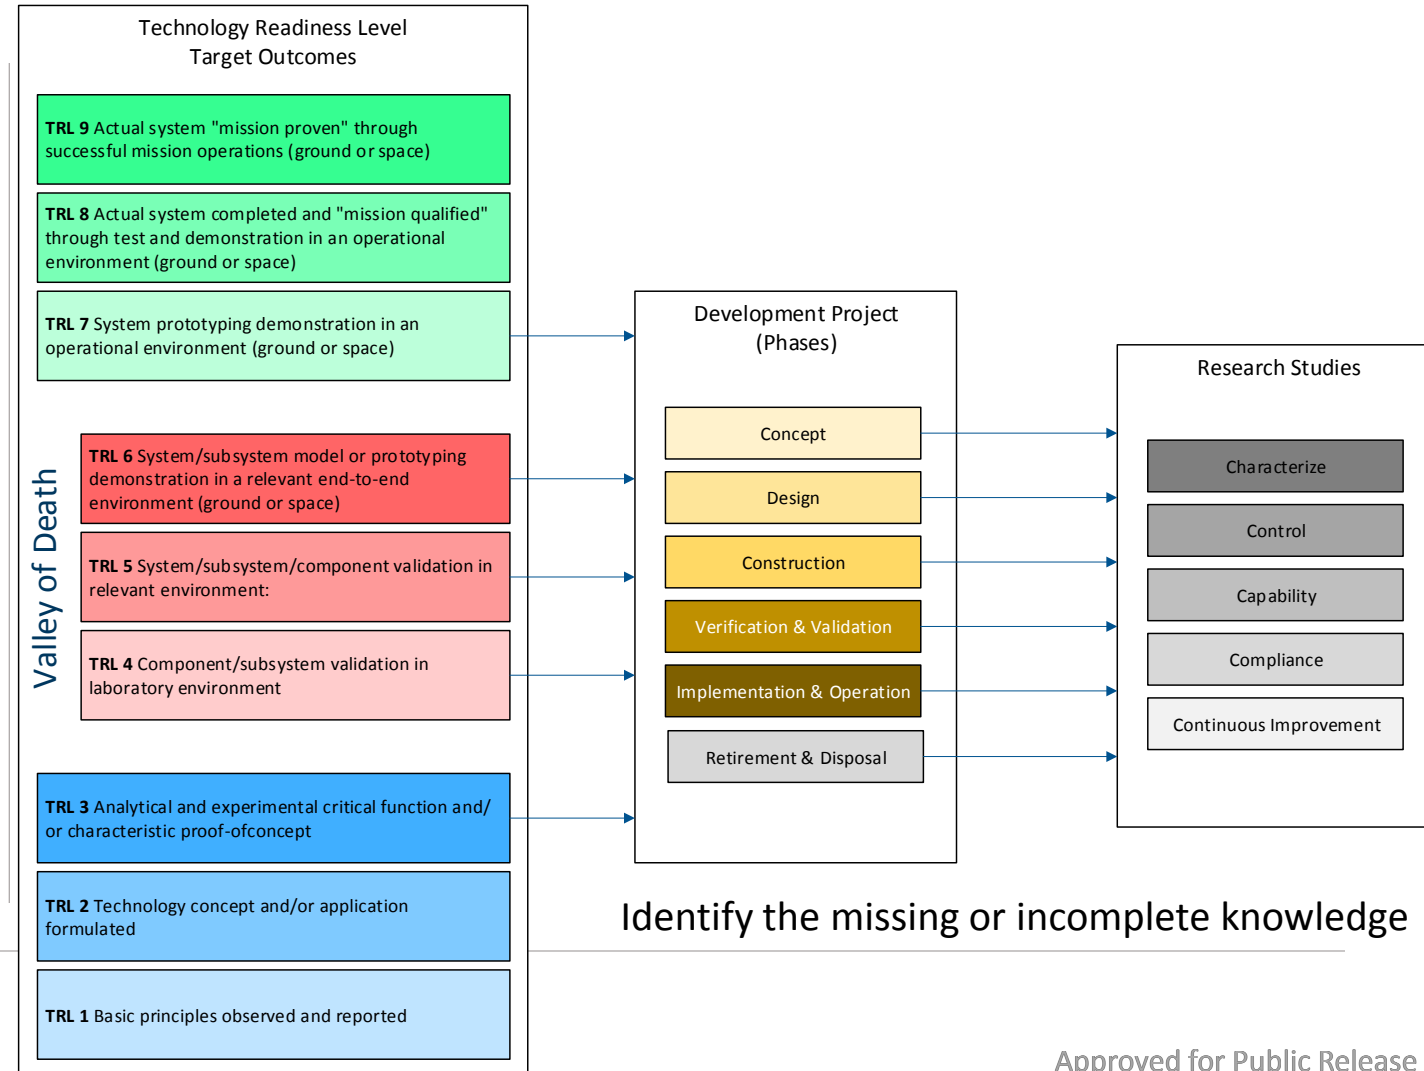 Technology Readiness Level
Target Outcomes
TRL 9 Actual system "mission proven" through
successful mission operations (ground or space)
TRL 8 Actual system completed and "mission qualified"
through test and demonstration in an operational
environment (ground or space)
TRL 7 System prototyping demonstration in an
operational environment (ground or space)
Valley of Death
TRL 6 System/subsystem model or prototyping
demonstration in a relevant end-to-end
environment (ground or space)
TRL 5 System/subsystem/component validation in
relevant environment:
TRL 4 Component/subsystem validation in
laboratory environment
TRL 3 Analytical and experimental critical function and/
or characteristic proof-ofconcept
TRL 2 Technology concept and/or application
formulated
TRL 1 Basic principles observed and reported
Development Project
(Phases)
Concept
Design
Construction
Verification & Validation
Implementation & Operation
Retirement & Disposal
Research Studies
Characterize
Control
Capability
Compliance
Continuous Improvement
Identify the missing or incomplete knowledge
Approved for Public Release